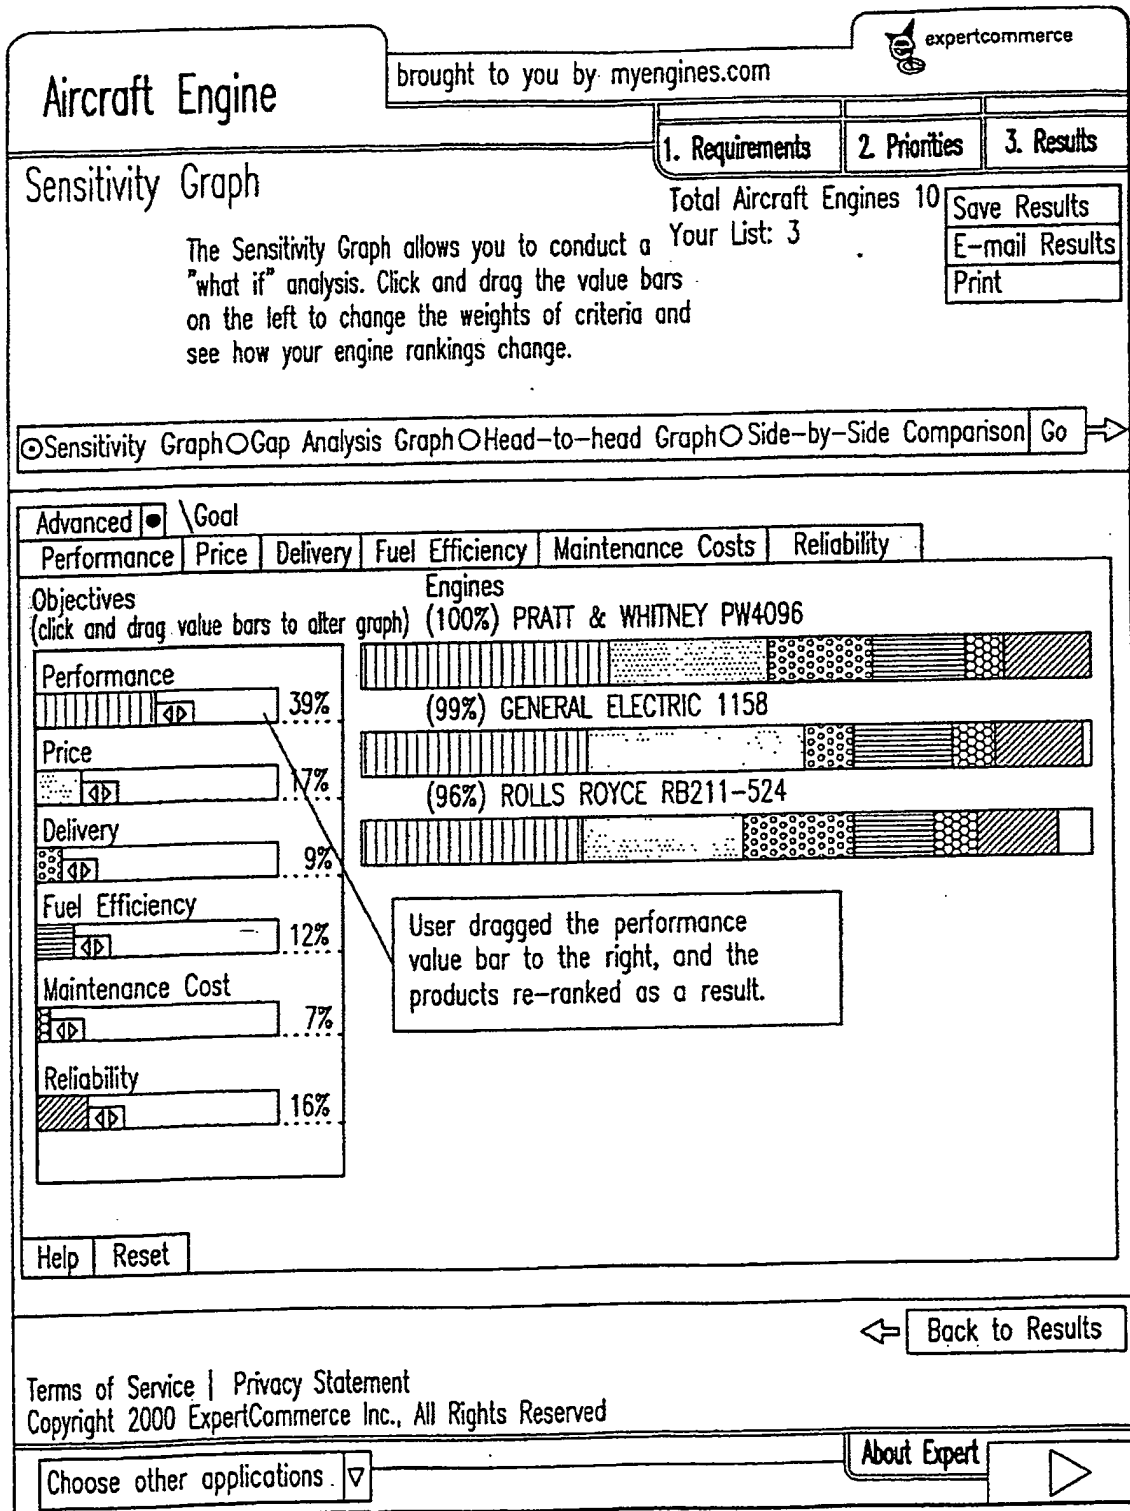 expertcommerce
brought to you by myengines.com
Aircraft Engine
1. Requirements
2 Priorities
3. Results
Sensitivity Graph
Total Aircraft Engines 10
Your List: 3
Save Results
E-mail Results
Print
The Sensitivity Graph allows you to conduct a
"what if" analysis. Click and drag the value bars
on the left to change the weights of criteria and
see how your engine rankings change.
Sensitivity Graph Gap Analysis Graph Head-to-head Graph Side-by-Side Comparison Go
Advanced \Goal
Performance Price Delivery Fuel Efficiency Maintenance Costs Reliability
Objectives
(click and drag value bars to alter graph)
Engines
(100%) PRATT & WHITNEY PW4096
(99%) GENERAL ELECTRIC 1158
(96%) ROLLS ROYCE RB211-524
Performance
39%
Price
17%
Delivery
9%
Fuel Efficiency
12%
Maintenance Cost
7%
Reliability
16%
User dragged the performance
value bar to the right, and the
products re-ranked as a result.
Help Reset
Back to Results
Terms of Service | Privacy Statement
Copyright 2000 ExpertCommerce Inc., All Rights Reserved
About Expert
Choose other applications